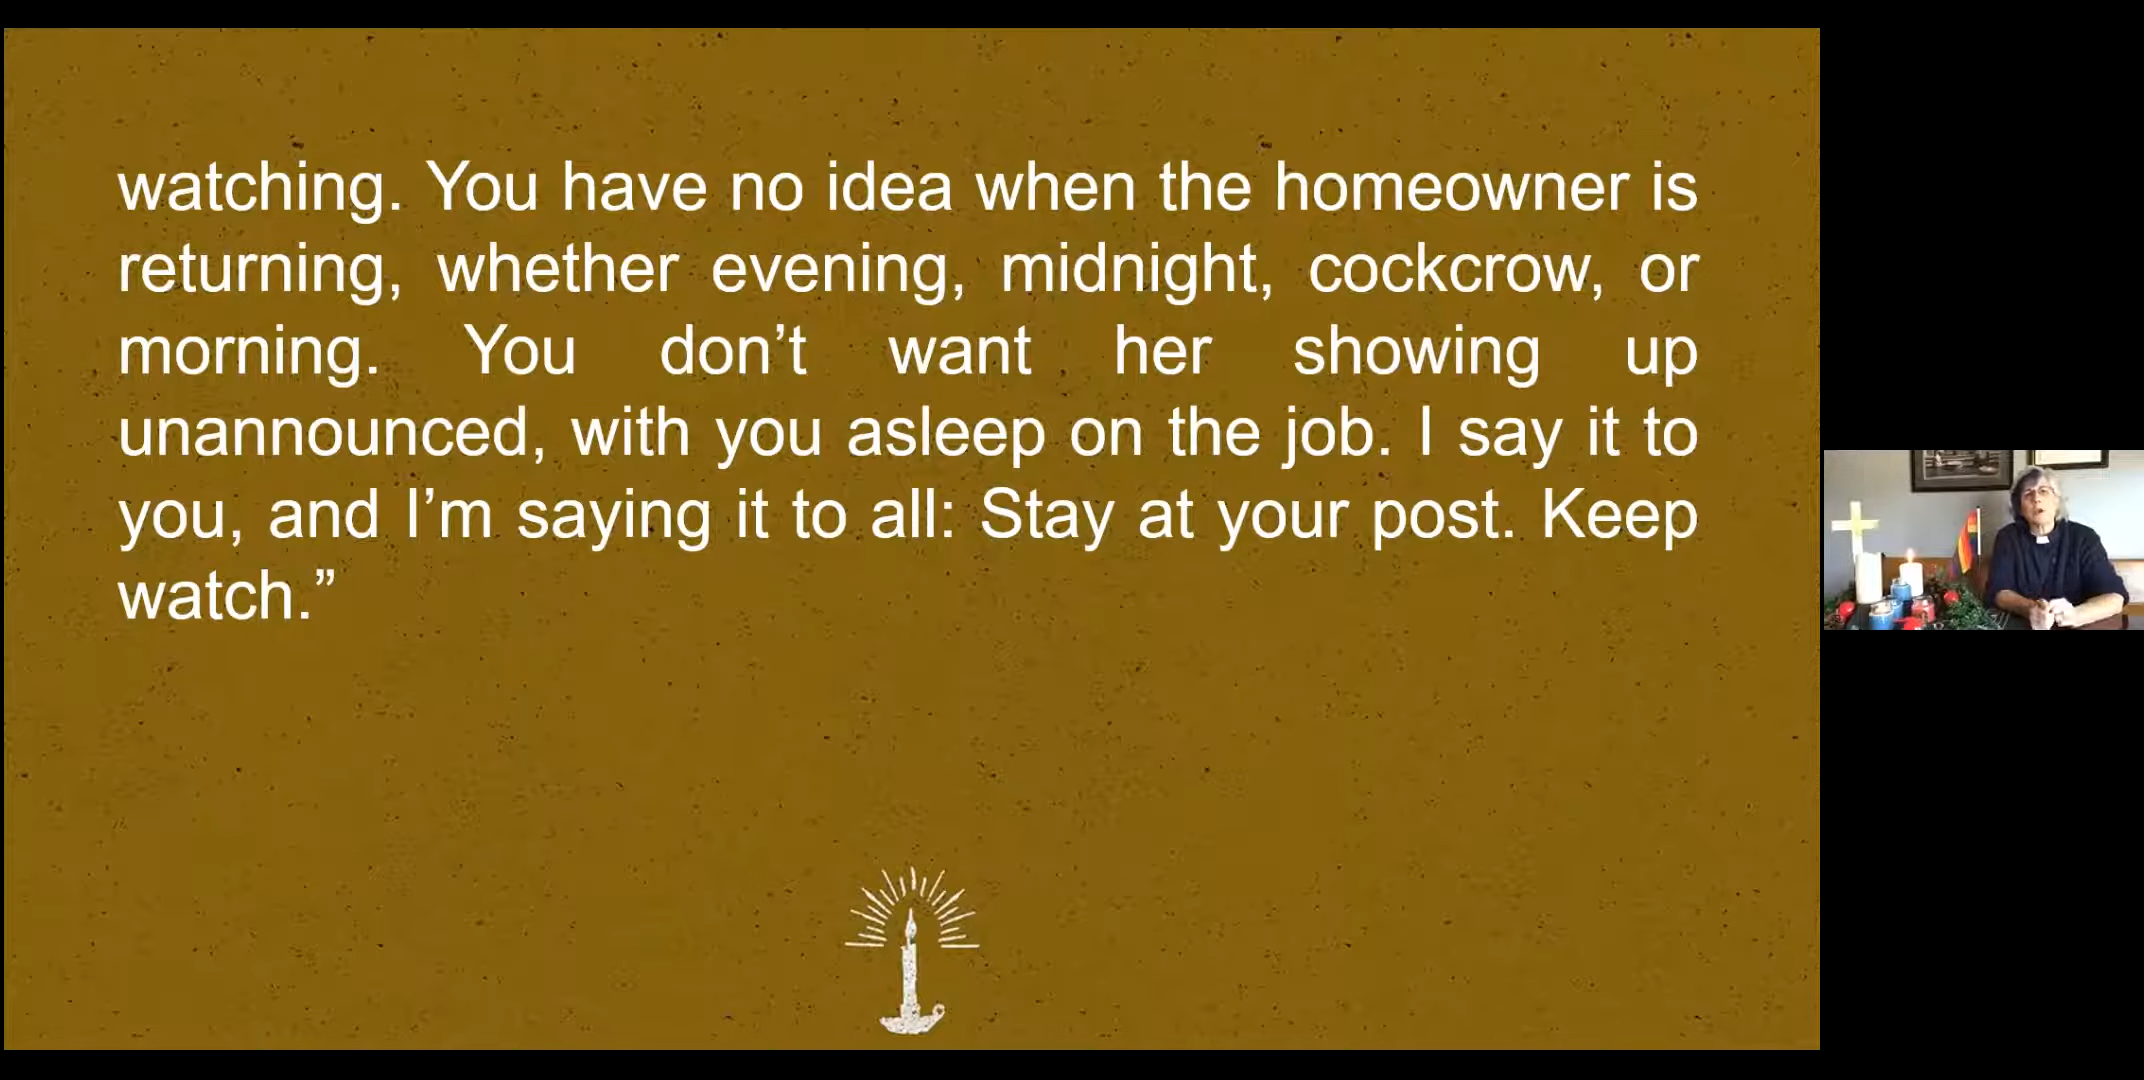 watching. You have no idea when the homeowner is
returning, whether evening, midnight, cockcrow, or
morning. You don’t want her showing up
unannounced, with you asleep on the job. I say it to
you, and I’m saying it to all: Stay at your post. Keep
watch.”